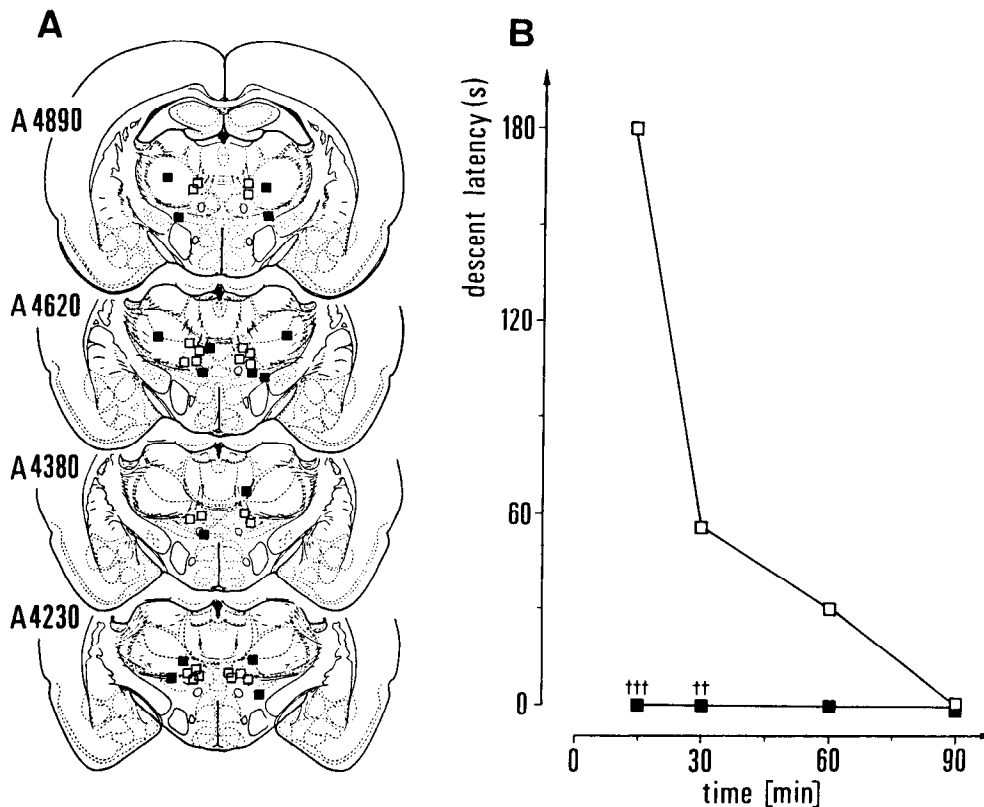 A
A 4890
A 4620
A 4380
A 4230
B
descent latency (s)
180
120
60
0
††† ††
0 30 60 90
time [min]